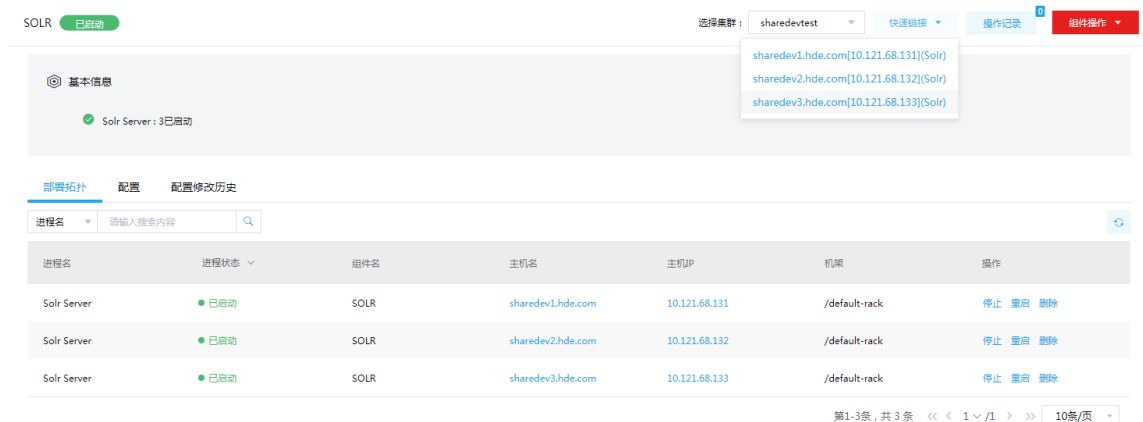 SOLR 已启动 选择集群： sharedevtest 快速链接 操作记录 0 组件操作
sharedev1.hde.com[10.121.68.131](Solr)
sharedev2.hde.com[10.121.68.132](Solr)
sharedev3.hde.com[10.121.68.133](Solr)
基本信息
Solr Server : 3已启动
部署拓扑 配置 配置修改历史
进程名 请输入搜索内容
进程名 进程状态 组件名 主机名 主机IP 机架 操作
Solr Server 已启动 SOLR sharedev1.hde.com 10.121.68.131 /default-rack 停止 重启 删除
Solr Server 已启动 SOLR sharedev2.hde.com 10.121.68.132 /default-rack 停止 重启 删除
Solr Server 已启动 SOLR sharedev3.hde.com 10.121.68.133 /default-rack 停止 重启 删除
第1-3条，共 3 条 1 /1 10条/页